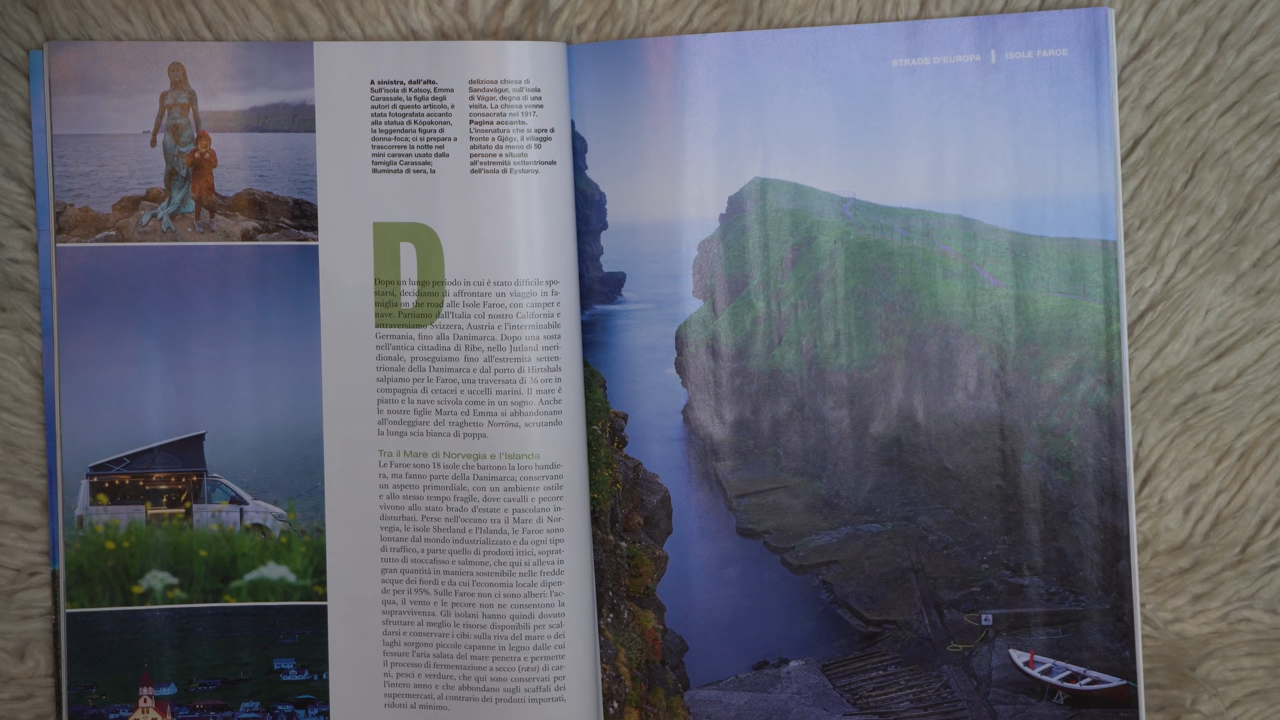 STRADE D'EUROPA | ISOLE FAROE
A sinistra, dall'alto.
Sull'isola di Kalsoy, Emma
Carassale, la figlia degli
autori di questo articolo, è
stata fotografata accanto
alla statua di Kópakonan,
la leggendaria figura di
donna-foca; ci si prepara a
trascorrere la notte nel
mini caravan usato dalla
famiglia Carassale;
illuminata di sera, la
deliziosa chiesa di
Sandavágur, sull'isola
di Vágar, degna di una
visita. La chiesa venne
consacrata nel 1917.
Pagina accanto.
L'insenatura che si apre di
fronte a Gjógv, il villaggio
abitato da meno di 50
persone e situato
all'estremità settentrionale
dell'isola di Eysturoy.
D
Dopo un lungo periodo in cui è stato difficile spo-
starsi, decidiamo di affrontare un viaggio in fa-
miglia on the road alle Isole Faroe, con camper e
nave. Partiamo dall'Italia col nostro California e
attraversiamo Svizzera, Austria e l'interminabile
Germania, fino alla Danimarca. Dopo una sosta
nell'antica cittadina di Ribe, nello Jutland meri-
dionale, proseguiamo fino all'estremità setten-
trionale della Danimarca e dal porto di Hirtshals
salpiamo per le Faroe, una traversata di 36 ore in
compagnia di cetacei e uccelli marini. Il mare è
piatto e la nave scivola come in un sogno. Anche
le nostre figlie Marta ed Emma si abbandonano
all'ondeggiare del traghetto Norröna, scrutando
la lunga scia bianca di poppa.
Tra il Mare di Norvegia e l'Islanda
Le Faroe sono 18 isole che battono la loro bandie-
ra, ma fanno parte della Danimarca; conservano
un aspetto primordiale, con un ambiente ostile
e allo stesso tempo fragile, dove cavalli e pecore
vivono allo stato brado d'estate e pascolano in-
disturbati. Perse nell'oceano tra il Mare di Nor-
vegia, le isole Shetland e l'Islanda, le Faroe sono
lontane dal mondo industrializzato e da ogni tipo
di traffico, a parte quello di prodotti ittici, soprat-
tutto di stoccafisso e salmone, che qui si alleva in
gran quantità in maniera sostenibile nelle fredde
acque dei fiordi e da cui l'economia locale dipen-
de per il 95%. Sulle Faroe non ci sono alberi: l'ac-
qua, il vento e le pecore non ne consentono la
sopravvivenza. Gli isolani hanno quindi dovuto
sfruttare al meglio le risorse disponibili per scal-
darsi e conservare i cibi: sulla riva del mare o dei
laghi sorgono piccole capanne in legno dalle cui
fessure l'aria salata del mare penetra e permette
il processo di fermentazione a secco (ræst) di car-
ni, pesci e verdure, che qui sono conservati per
l'intero anno e che abbondano sugli scaffali dei
supermercati, al contrario dei prodotti importati,
ridotti al minimo.